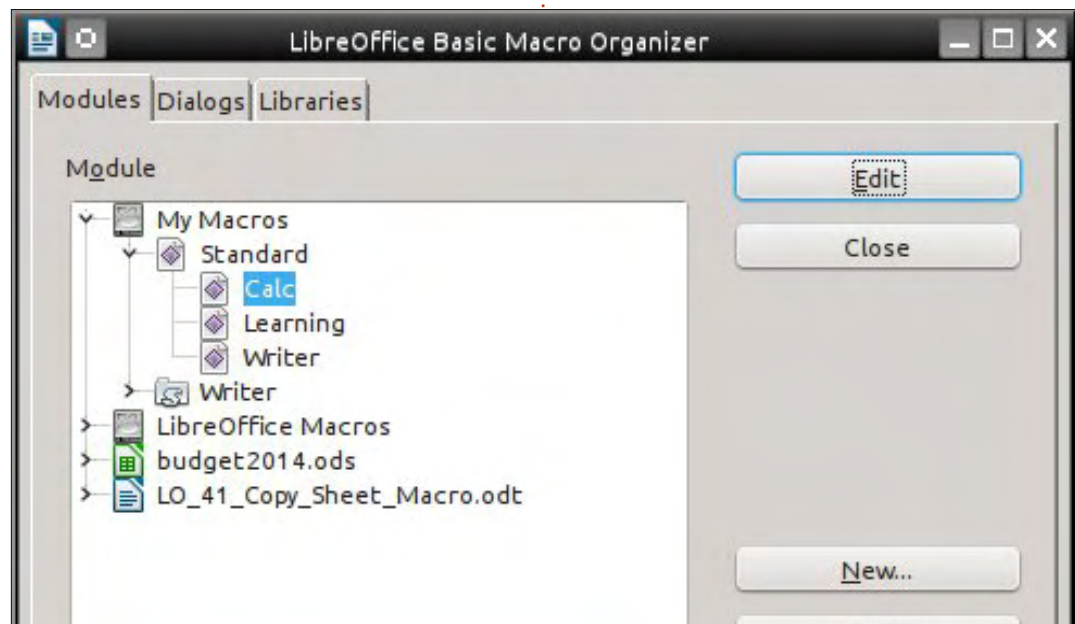 LibreOffice Basic Macro Organizer
Modules Dialogs Libraries
Module
Edit
Close
My Macros
Standard
Calc
Learning
Writer
Writer
LibreOffice Macros
budget2014.ods
LO_41_Copy_Sheet_Macro.odt
New...